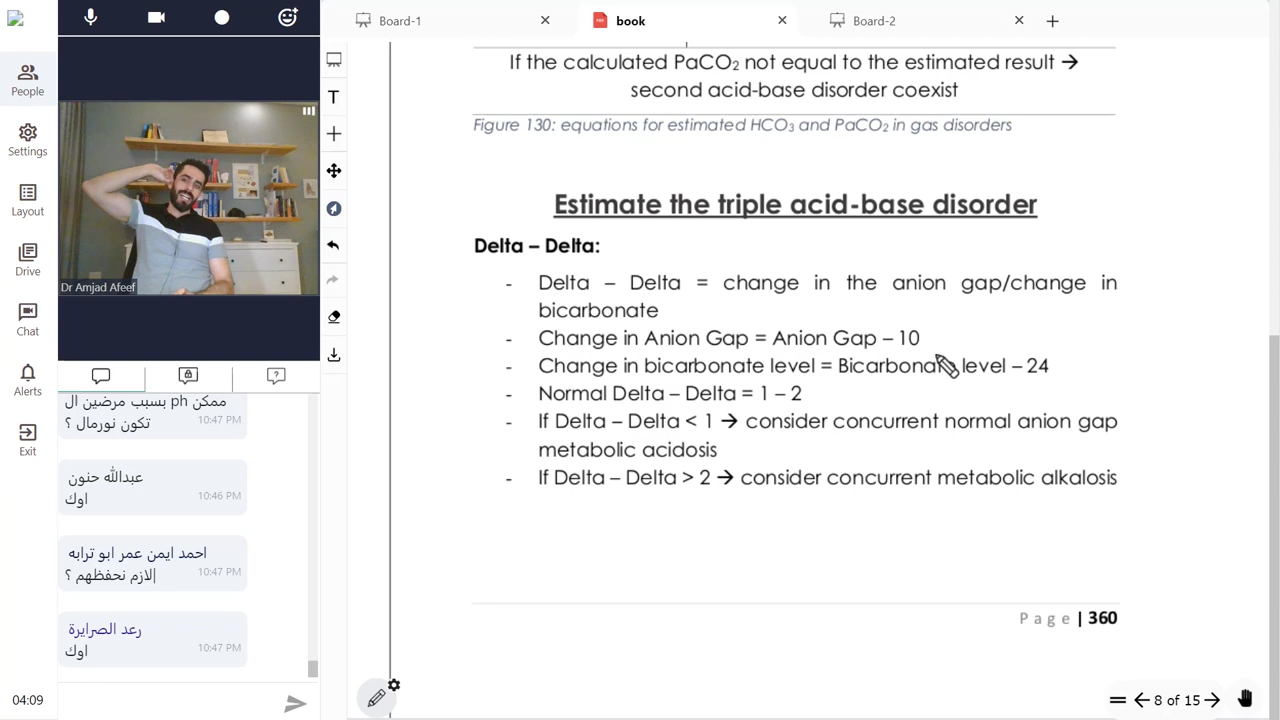 Board-1
book
Board-2
People
Settings
Layout
Drive
Chat
Alerts
Exit
04:09
Dr Amjad Afeef
ممكن ph بسبب مرضين ال
تكون نورمال ؟
10:47 PM
عبدالله حنون
اوك
10:46 PM
احمد ايمن عمر ابو ترابه
إلازم نحفظهم ؟
10:47 PM
رعد الصرايرة
اوك
10:47 PM
T
If the calculated PaCO₂ not equal to the estimated result →
second acid-base disorder coexist
Figure 130: equations for estimated HCO₃ and PaCO₂ in gas disorders
Estimate the triple acid-base disorder
Delta – Delta:
- Delta – Delta = change in the anion gap/change in
bicarbonate
- Change in Anion Gap = Anion Gap – 10
- Change in bicarbonate level = Bicarbonate level – 24
- Normal Delta – Delta = 1 – 2
- If Delta – Delta < 1 → consider concurrent normal anion gap
metabolic acidosis
- If Delta – Delta > 2 → consider concurrent metabolic alkalosis
Page | 360
8 of 15